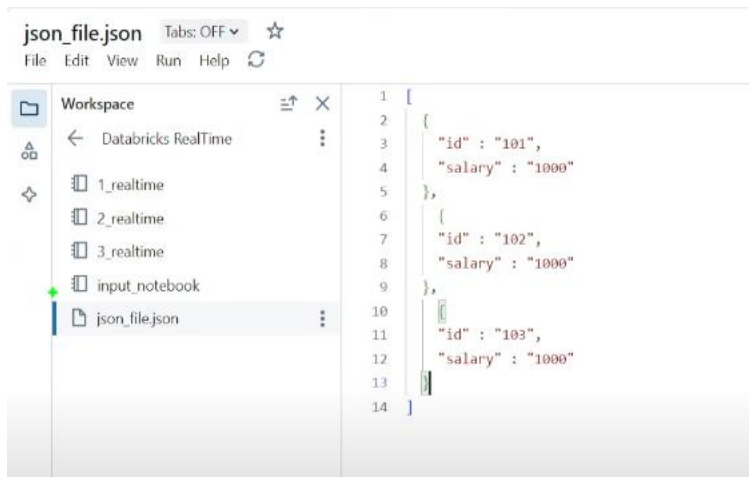 json_file.json Tabs: OFF
File Edit View Run Help
Workspace
Databricks RealTime
1_realtime
2_realtime
3_realtime
input_notebook
json_file.json
1 [
2 {
3 "id" : "101",
4 "salary" : "1000"
5 },
6 {
7 "id" : "102",
8 "salary" : "1000"
9 },
10 {
11 "id" : "103",
12 "salary" : "1000"
13 }
14 ]